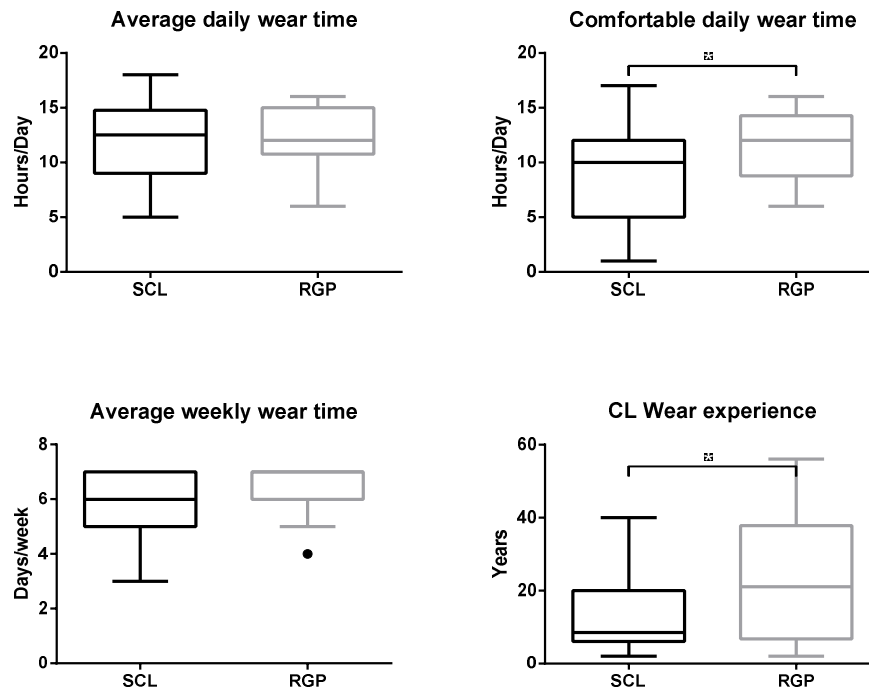 Average daily wear time
20
15
10
5
0
Hours/Day
SCL RGP
Comfortable daily wear time
20
15
10
5
0
Hours/Day
*
SCL RGP
Average weekly wear time
8
6
4
2
0
Days/week
SCL RGP
CL Wear experience
60
40
20
0
Years
*
SCL RGP